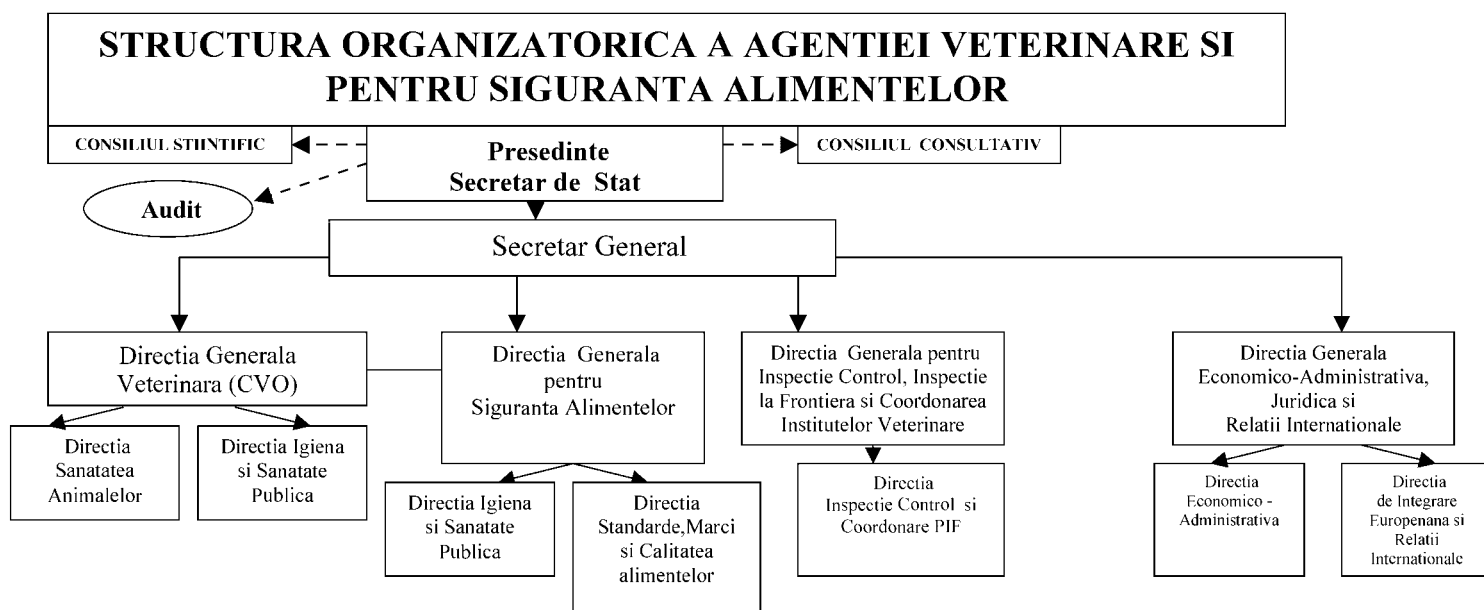 STRUCTURA ORGANIZATORICA A AGENTIEI VETERINARE SI
PENTRU SIGURANTA ALIMENTELOR
CONSILIUL STIINTIFIC
Presedinte
Secretar de Stat
CONSILIUL CONSULTATIV
Audit
Secretar General
Directia Generala
Veterinara (CVO)
Directia Generala
pentru
Siguranta Alimentelor
Directia Generala pentru
Inspectie Control, Inspectie
la Frontiera si Coordonarea
Institutelor Veterinare
Directia Generala
Economico-Administrativa,
Juridica si
Relatii Internationale
Directia
Sanatatea
Animalelor
Directia Igiena
si Sanatate
Publica
Directia Igiena
si Sanatate
Publica
Directia
Standarde,Marci
si Calitatea
alimentelor
Directia
Inspectie Control si
Coordonare PIF
Directia
Economico -
Administrativa
Directia
de Integrare
Europenana si
Relatii
Internationale